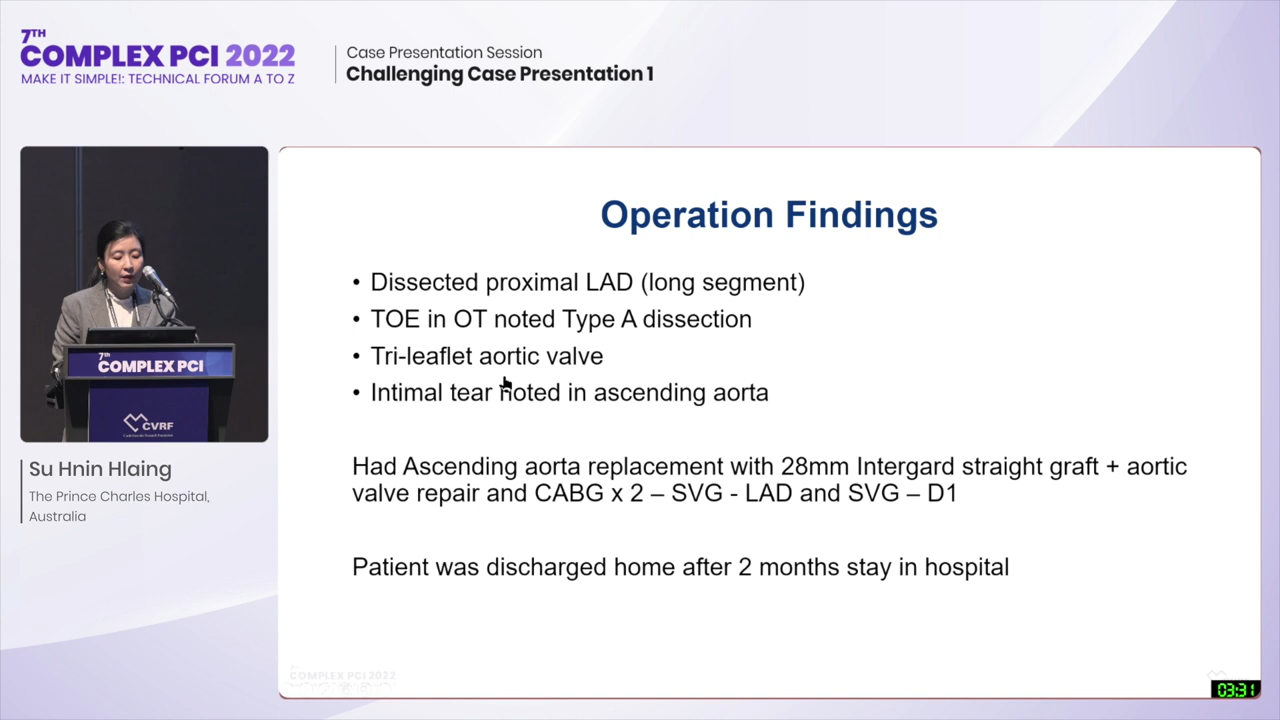 7TH
COMPLEX PCI 2022
MAKE IT SIMPLE!: TECHNICAL FORUM A TO Z
Case Presentation Session
Challenging Case Presentation 1
7th
COMPLEX PCI
CVRF
Su Hnin Hlaing
The Prince Charles Hospital,
Australia
Operation Findings
• Dissected proximal LAD (long segment)
• TOE in OT noted Type A dissection
• Tri-leaflet aortic valve
• Intimal tear noted in ascending aorta
Had Ascending aorta replacement with 28mm Intergard straight graft + aortic
valve repair and CABG x 2 – SVG - LAD and SVG – D1
Patient was discharged home after 2 months stay in hospital
COMPLEX PCI 2022
03:31